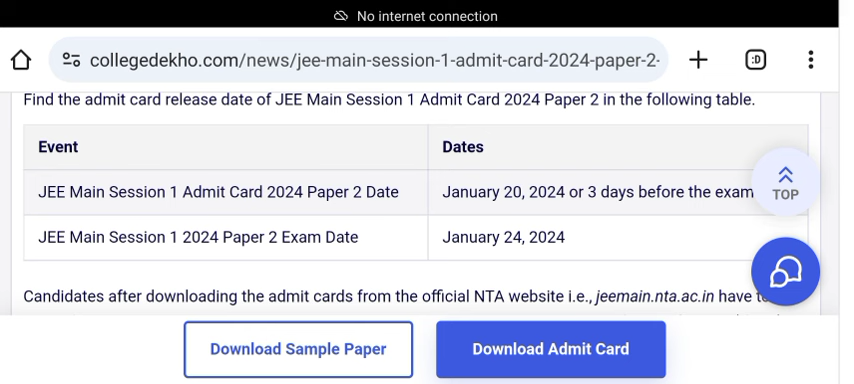 No internet connection
collegedekho.com/news/jee-main-session-1-admit-card-2024-paper-2-
:D
Find the admit card release date of JEE Main Session 1 Admit Card 2024 Paper 2 in the following table.
Event Dates
JEE Main Session 1 Admit Card 2024 Paper 2 Date January 20, 2024 or 3 days before the exam
TOP
JEE Main Session 1 2024 Paper 2 Exam Date January 24, 2024
Candidates after downloading the admit cards from the official NTA website i.e., jeemain.nta.ac.in have
Download Sample Paper Download Admit Card